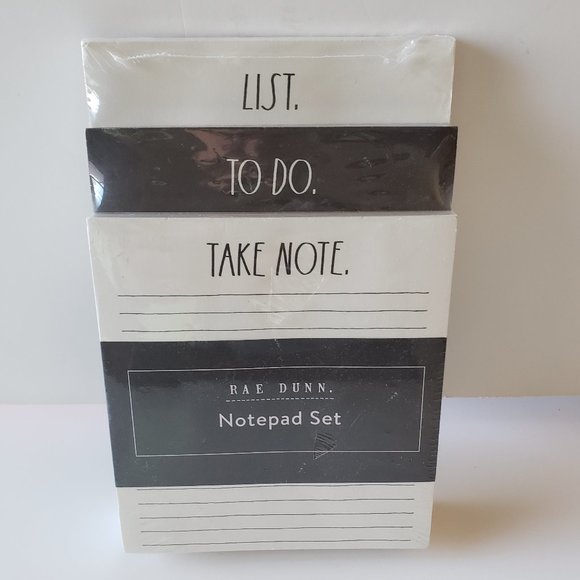 LIST.
TO DO.
TAKE NOTE.
RAE DUNN.
Notepad Set